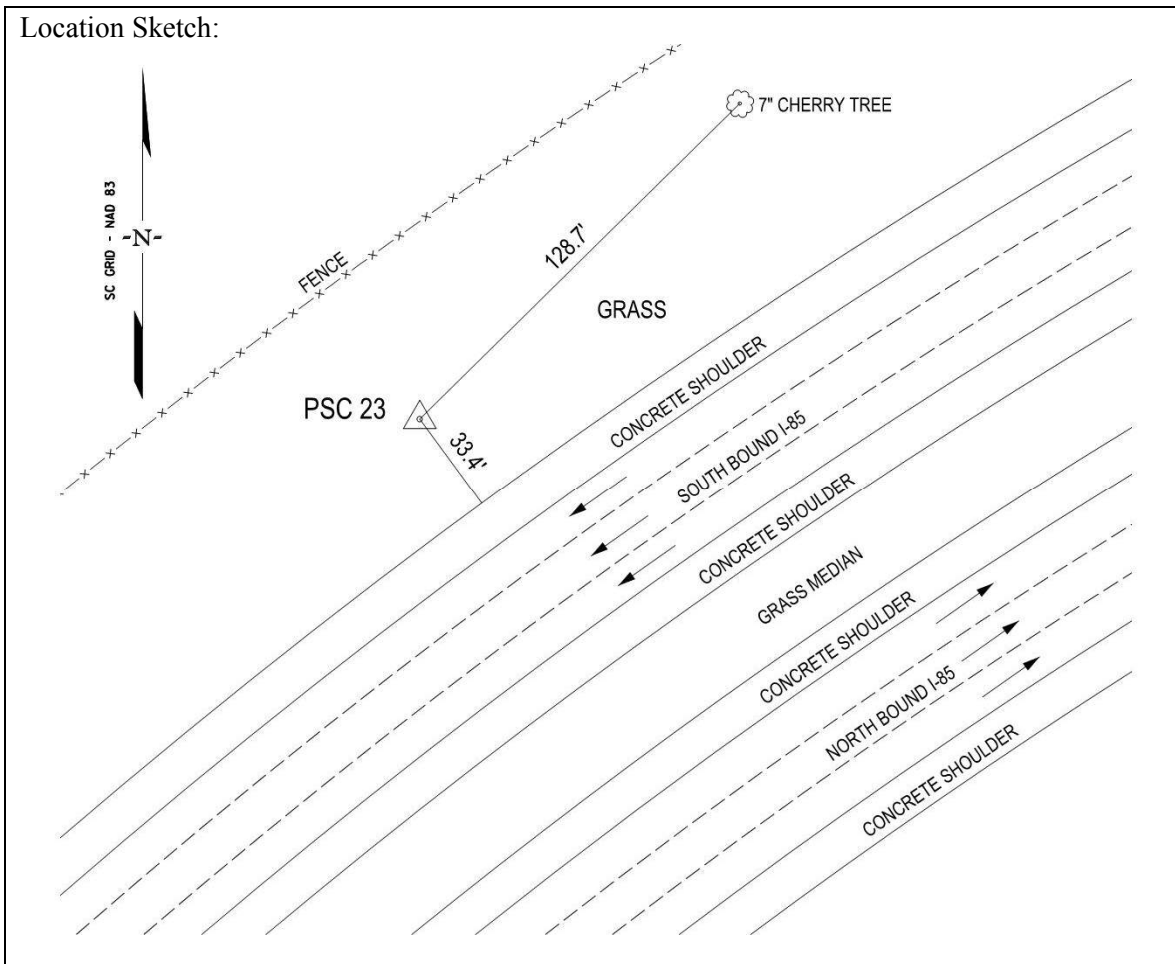 Location Sketch:
7" CHERRY TREE
SC GRID - NAD 83
-N-
FENCE
128.7'
GRASS
PSC 23
33.4'
CONCRETE SHOULDER
SOUTH BOUND I-85
CONCRETE SHOULDER
GRASS MEDIAN
CONCRETE SHOULDER
NORTH BOUND I-85
CONCRETE SHOULDER